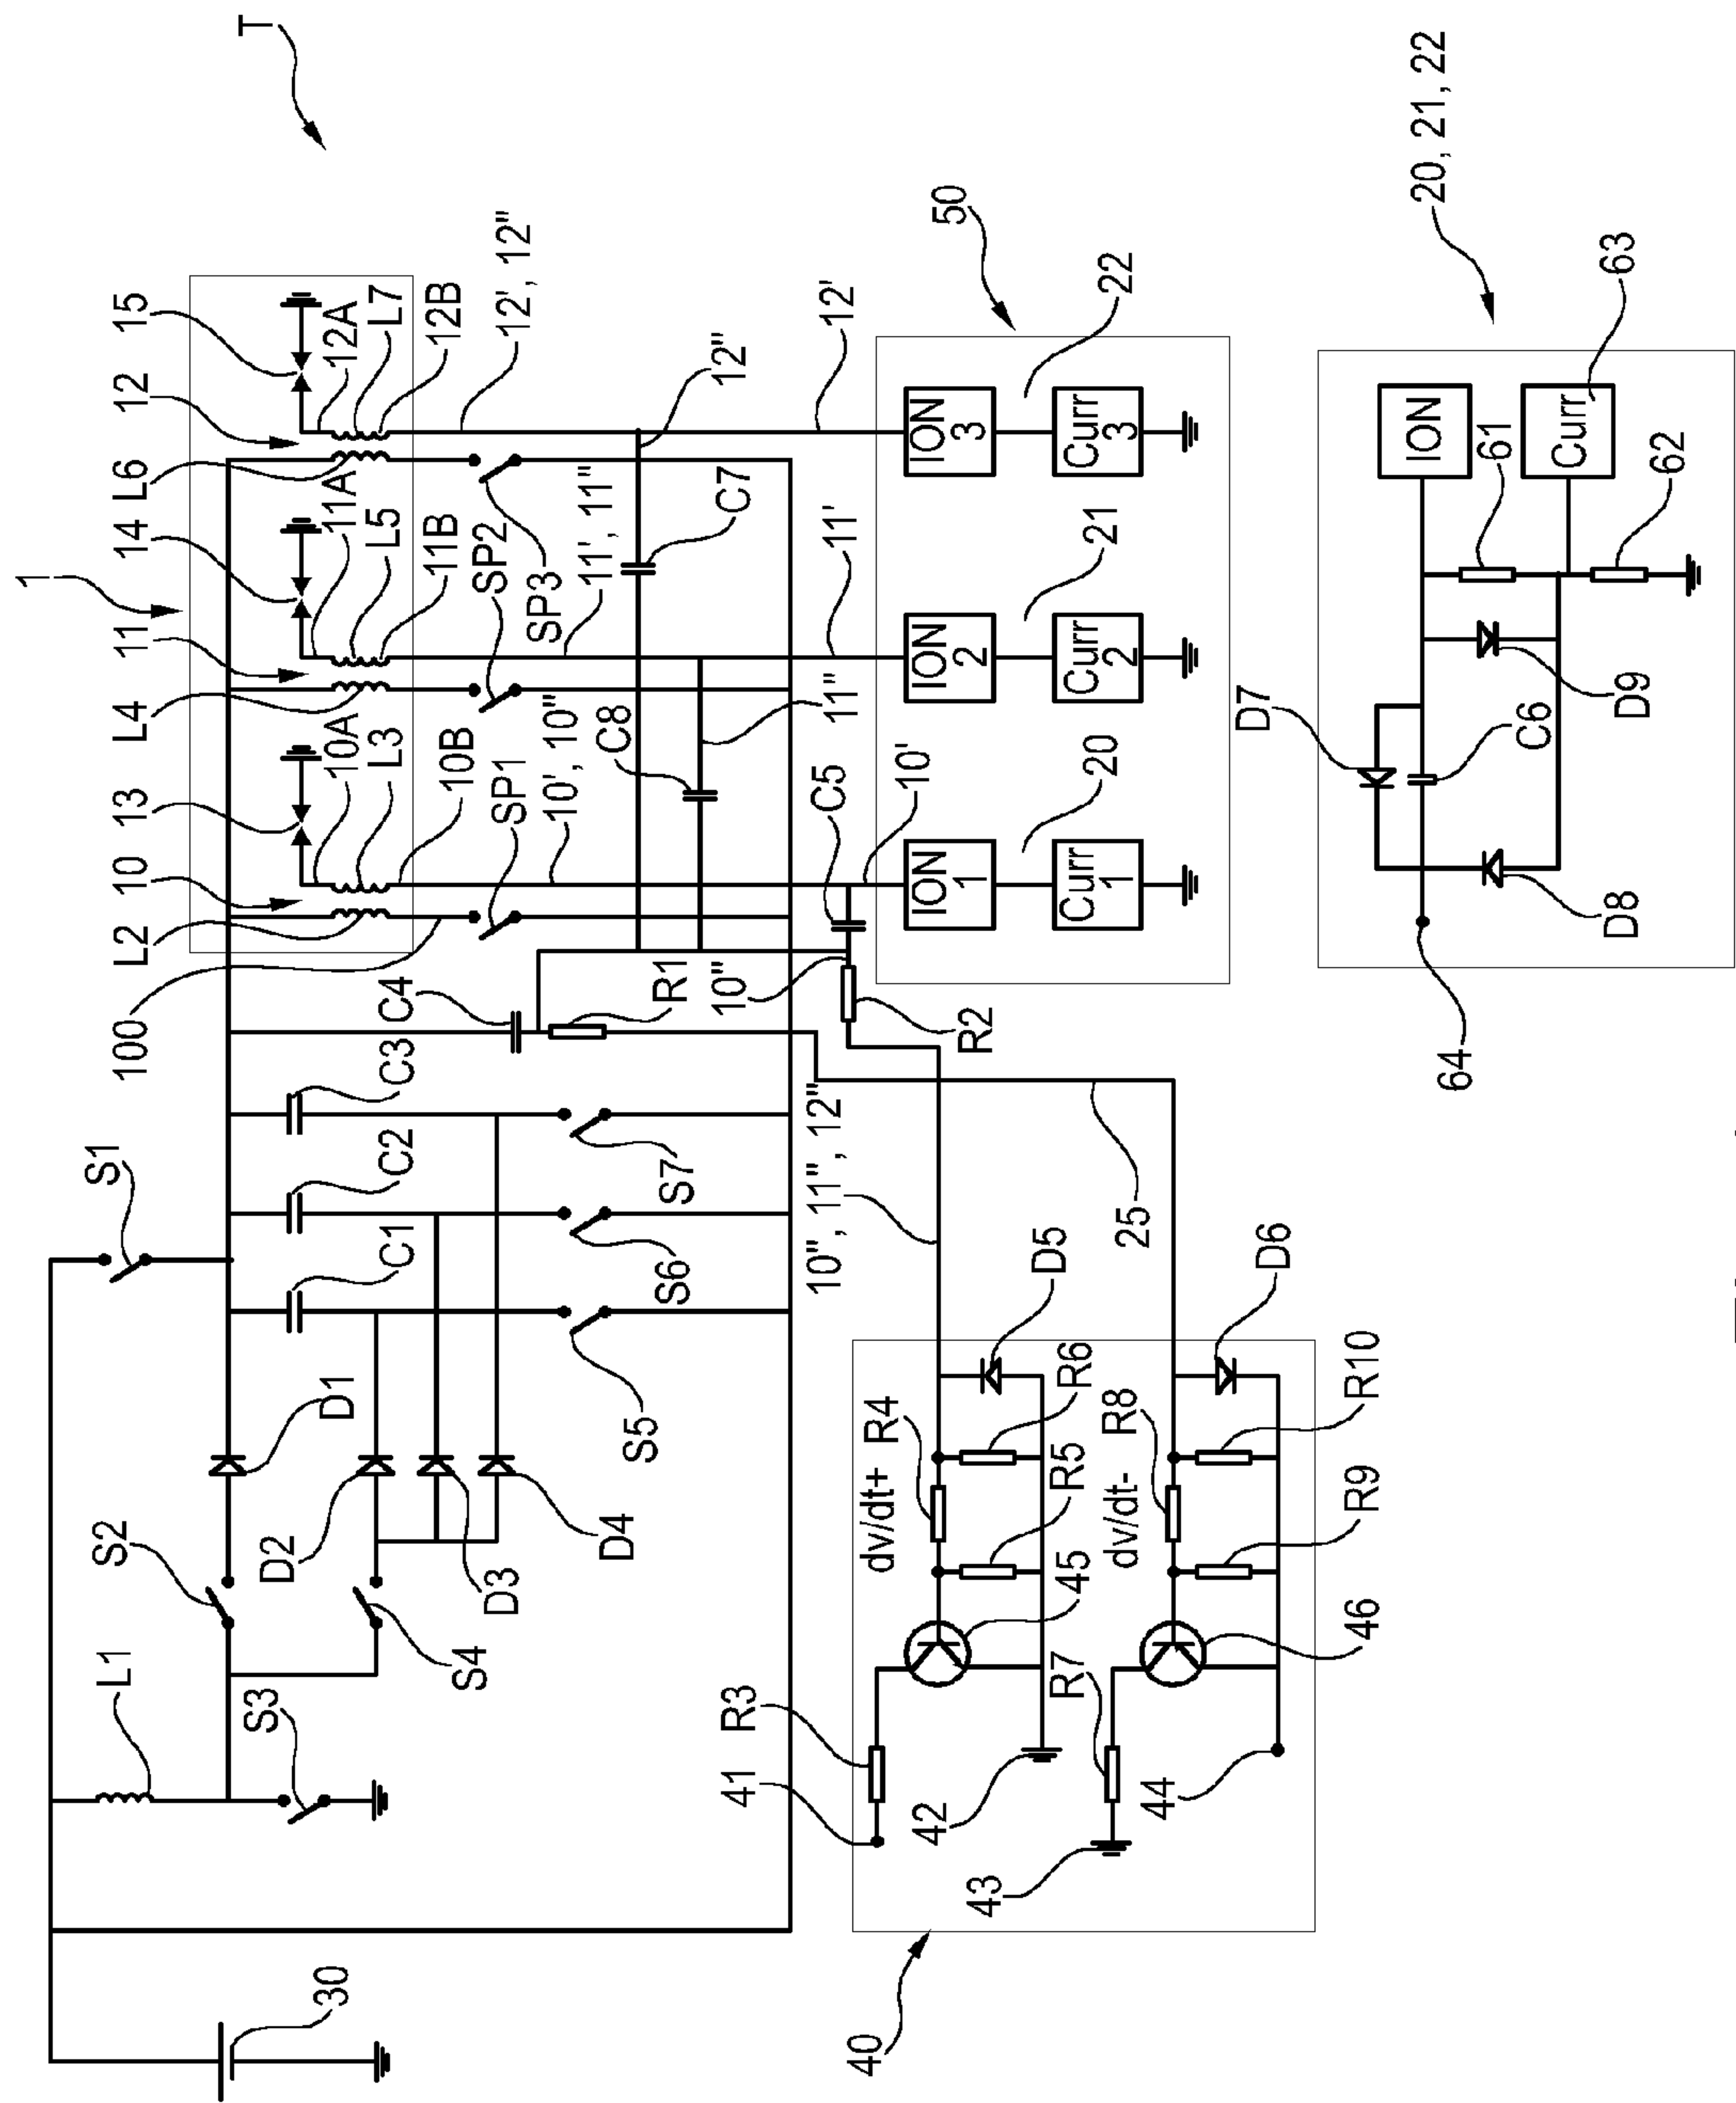 T
1
L2
10
13
L4
11
14
L6
12
15
10A
L3
11A
L5
12A
L7
100
10B
11B
12B
C4
SP1
10', 10"
SP2
SP3
11', 11"
12', 12"
C3
C2
C1
S1
R1
C8
C7
12"
10"
C5
11"
11'
12'
10'
R2
50
S7
S6
S5
D1
S2
D2
D3
D4
S4
L1
S3
30
10", 11", 12"
25
ION 1
ION 2
ION 3
20
21
22
Curr 1
Curr 2
Curr 3
R3
41
dv/dt+
R4
R5
R6
D5
45
42
R7
dv/dt-
R8
R9
R10
D6
46
43
44
40
20, 21, 22
D7
ION
61
63
Curr
62
C6
D9
D8
64